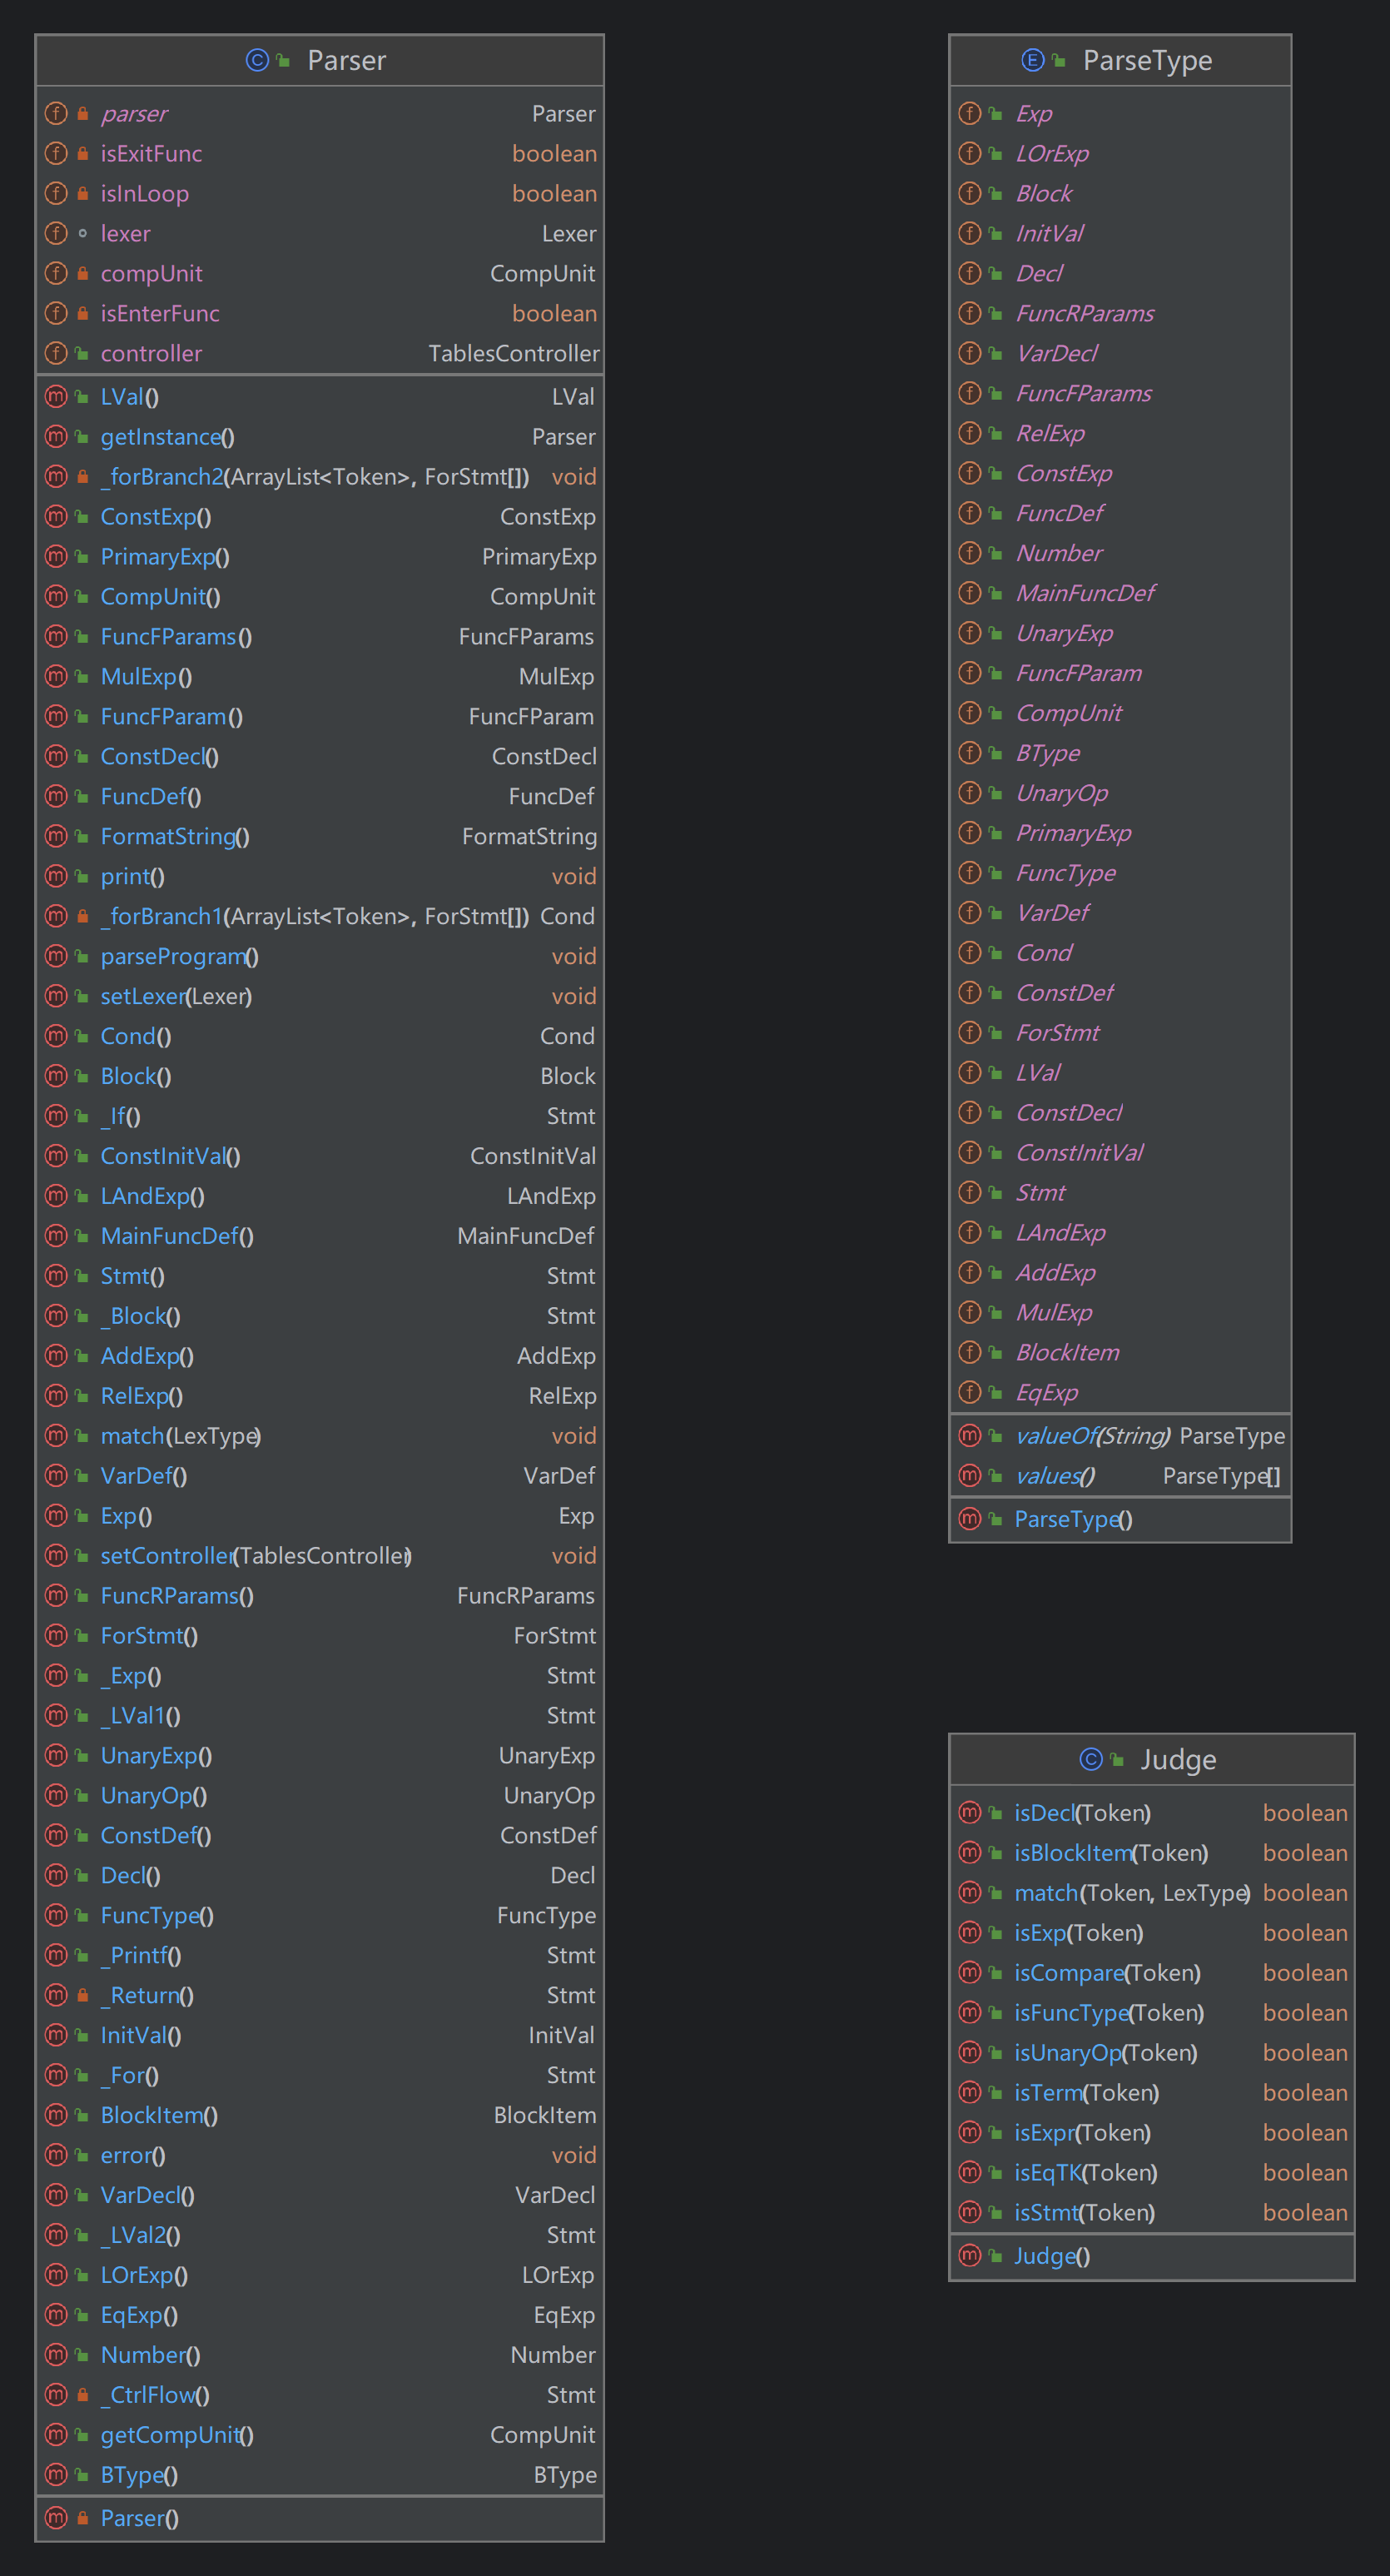 Parser
parser Parser
isExitFunc boolean
isInLoop boolean
lexer Lexer
compUnit CompUnit
isEnterFunc boolean
controller TablesController
LVal() LVal
getInstance() Parser
_forBranch2(ArrayList<Token>, ForStmt[]) void
ConstExp() ConstExp
PrimaryExp() PrimaryExp
CompUnit() CompUnit
FuncFParams() FuncFParams
MulExp() MulExp
FuncFParam() FuncFParam
ConstDecl() ConstDecl
FuncDef() FuncDef
FormatString() FormatString
print() void
_forBranch1(ArrayList<Token>, ForStmt[]) Cond
parseProgram() void
setLexer(Lexer) void
Cond() Cond
Block() Block
_If() Stmt
ConstInitVal() ConstInitVal
LAndExp() LAndExp
MainFuncDef() MainFuncDef
Stmt() Stmt
_Block() Stmt
AddExp() AddExp
RelExp() RelExp
match(LexType) void
VarDef() VarDef
Exp() Exp
setController(TablesController) void
FuncRParams() FuncRParams
ForStmt() ForStmt
_Exp() Stmt
_LVal1() Stmt
UnaryExp() UnaryExp
UnaryOp() UnaryOp
ConstDef() ConstDef
Decl() Decl
FuncType() FuncType
_Printf() Stmt
_Return() Stmt
InitVal() InitVal
_For() Stmt
BlockItem() BlockItem
error() void
VarDecl() VarDecl
_LVal2() Stmt
LOrExp() LOrExp
EqExp() EqExp
Number() Number
_CtrlFlow() Stmt
getCompUnit() CompUnit
BType() BType
Parser()
ParseType
Exp
LOrExp
Block
InitVal
Decl
FuncRParams
VarDecl
FuncFParams
RelExp
ConstExp
FuncDef
Number
MainFuncDef
UnaryExp
FuncFParam
CompUnit
BType
UnaryOp
PrimaryExp
FuncType
VarDef
Cond
ConstDef
ForStmt
LVal
ConstDecl
ConstInitVal
Stmt
LAndExp
AddExp
MulExp
BlockItem
EqExp
valueOf(String) ParseType
values() ParseType[]
ParseType()
Judge
isDecl(Token) boolean
isBlockItem(Token) boolean
match(Token, LexType) boolean
isExp(Token) boolean
isCompare(Token) boolean
isFuncType(Token) boolean
isUnaryOp(Token) boolean
isTerm(Token) boolean
isExpr(Token) boolean
isEqTK(Token) boolean
isStmt(Token) boolean
Judge()